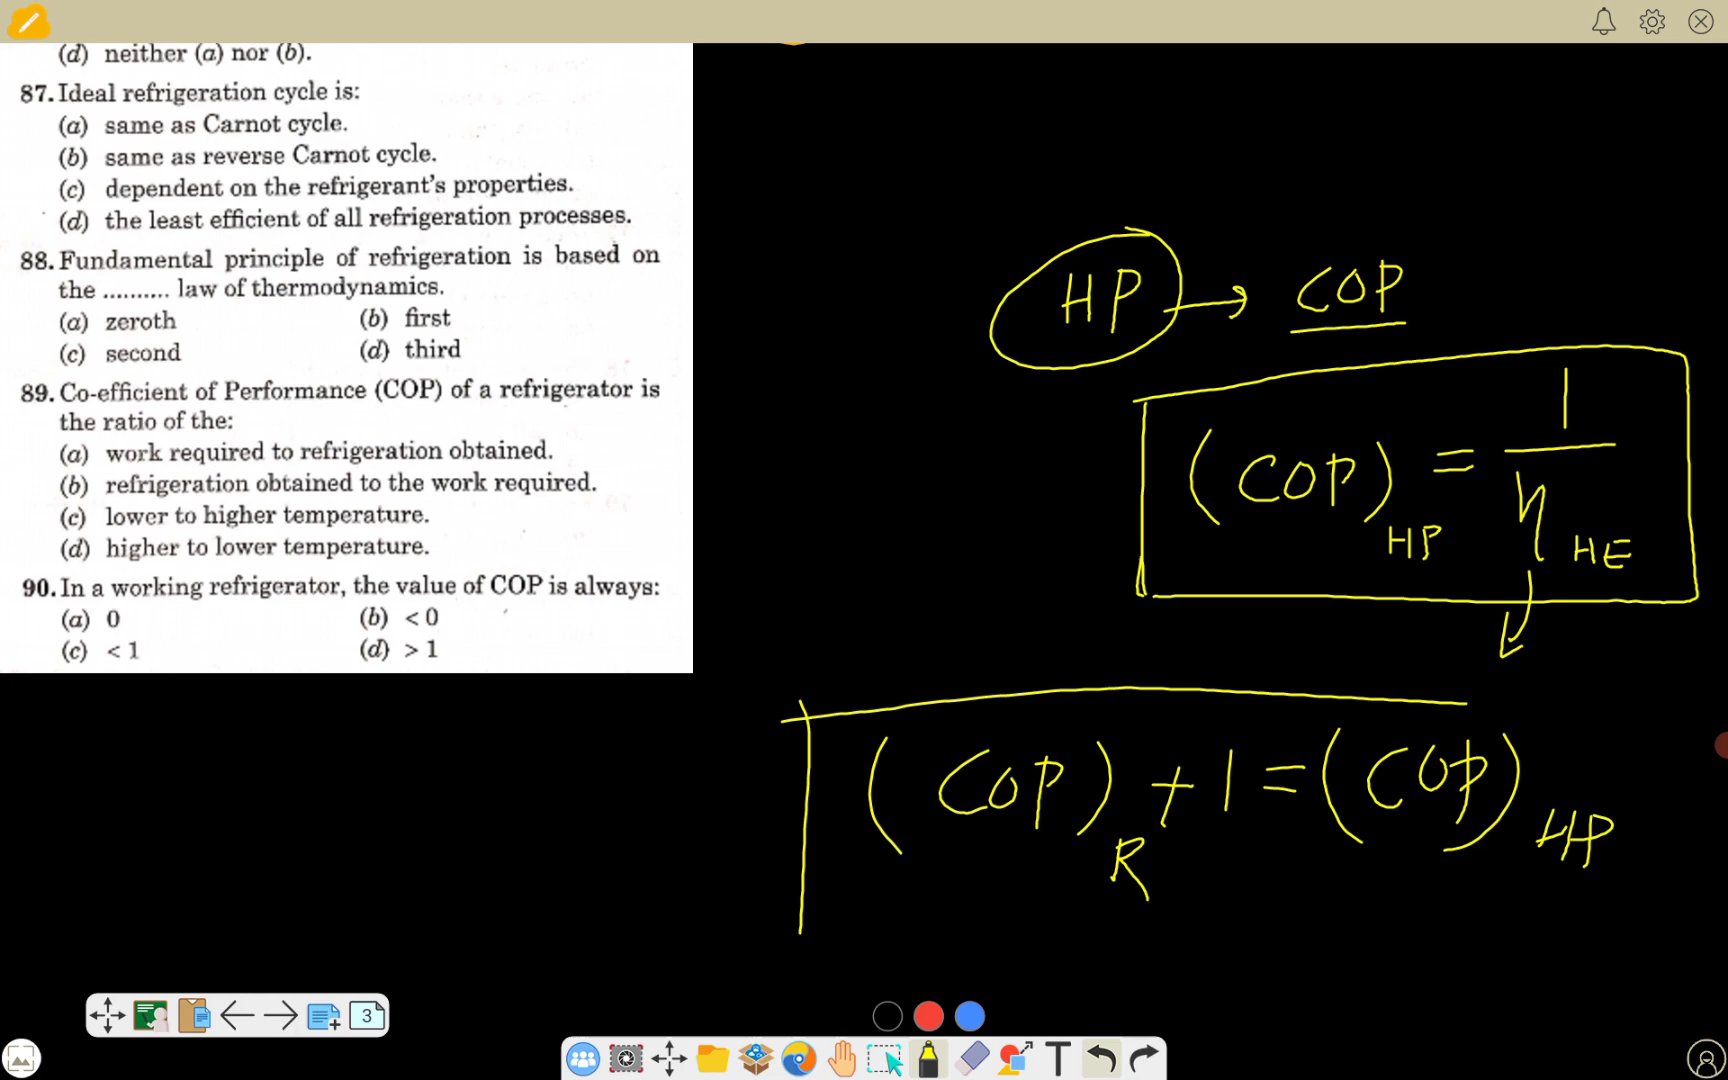 (d) neither (a) nor (b).
87. Ideal refrigeration cycle is:
(a) same as Carnot cycle.
(b) same as reverse Carnot cycle.
(c) dependent on the refrigerant's properties.
(d) the least efficient of all refrigeration processes.
88. Fundamental principle of refrigeration is based on
the .......... law of thermodynamics.
(a) zeroth (b) first
(c) second (d) third
89. Co-efficient of Performance (COP) of a refrigerator is
the ratio of the:
(a) work required to refrigeration obtained.
(b) refrigeration obtained to the work required.
(c) lower to higher temperature.
(d) higher to lower temperature.
90. In a working refrigerator, the value of COP is always:
(a) 0 (b) < 0
(c) < 1 (d) > 1
HP → COP
(COP)HP = 1/η HE
(COP)R + 1 = (COP)HP
3
T